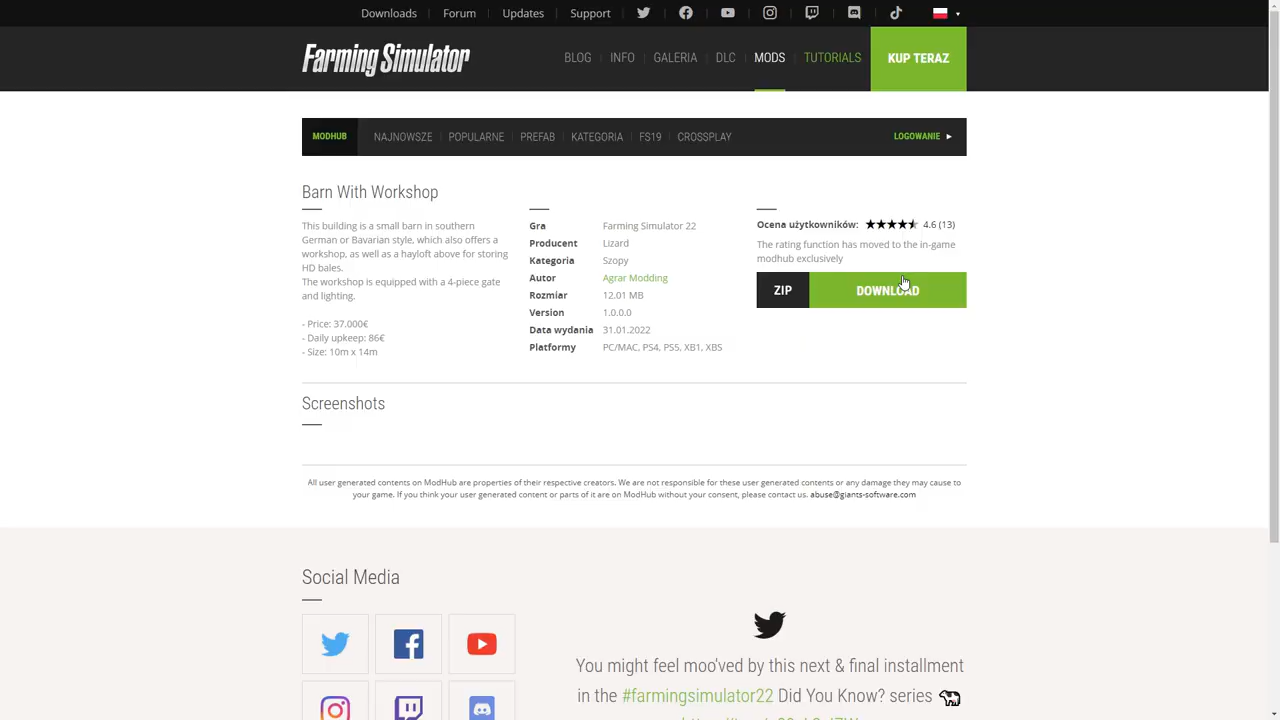 Downloads
Forum
Updates
Support
Farming Simulator
BLOG
INFO
GALERIA
DLC
MODS
TUTORIALS
KUP TERAZ
MODHUB
NAJNOWSZE
POPULARNE
PREFAB
KATEGORIA
FS19
CROSSPLAY
LOGOWANIE
Barn With Workshop
This building is a small barn in southern
German or Bavarian style, which also offers a
workshop, as well as a hayloft above for storing
HD bales.
The workshop is equipped with a 4-piece gate
and lighting.
- Price: 37.000€
- Daily upkeep: 86€
- Size: 10m x 14m
Gra Farming Simulator 22
Producent Lizard
Kategoria Szopy
Autor Agrar Modding
Rozmiar 12.01 MB
Version 1.0.0.0
Data wydania 31.01.2022
Platformy PC/MAC, PS4, PS5, XB1, XBS
Ocena użytkowników: 4.6 (13)
The rating function has moved to the in-game
modhub exclusively
ZIP DOWNLOAD
Screenshots
All user generated contents on ModHub are properties of their respective creators. We are not responsible for these user generated contents or any damage they may cause to
your game. If you think your user generated content or parts of it are on ModHub without your consent, please contact us. abuse@giants-software.com
Social Media
You might feel moo'ved by this next & final installment
in the #farmingsimulator22 Did You Know? series